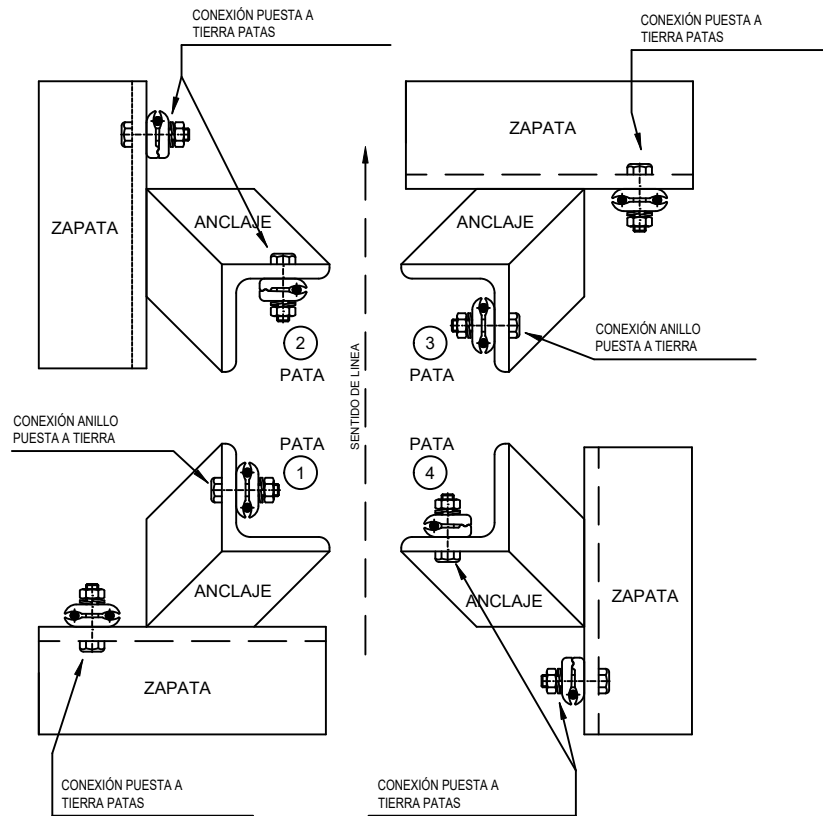 CONEXIÓN PUESTA A
TIERRA PATAS
CONEXIÓN PUESTA A
TIERRA PATAS
ZAPATA
ZAPATA
ANCLAJE
ANCLAJE
2
PATA
3
PATA
SENTIDO DE LINEA
CONEXIÓN ANILLO
PUESTA A TIERRA
CONEXIÓN ANILLO
PUESTA A TIERRA
PATA
1
PATA
4
ANCLAJE
ANCLAJE
ZAPATA
ZAPATA
CONEXIÓN PUESTA A
TIERRA PATAS
CONEXIÓN PUESTA A
TIERRA PATAS